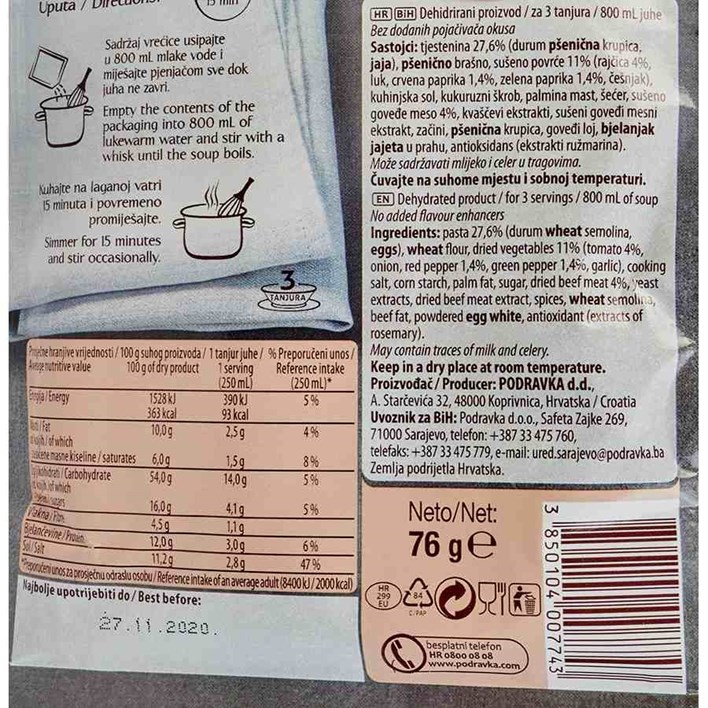 Uputa / Directions:
15 min
Sadržaj vrećice usipajte
u 800 mL mlake vode i
miješajte pjenjačom sve dok
juha ne zavri.
Empty the contents of the
packaging into 800 mL of
lukewarm water and stir with a
whisk until the soup boils.
Kuhajte na laganoj vatri
15 minuta i povremeno
promiješajte.
Simmer for 15 minutes
and stir occasionally.
3
TANJURA
HR BiH Dehidrirani proizvod / za 3 tanjura / 800 mL juhe
Bez dodanih pojačivača okusa
Sastojci: tjestenina 27,6% (durum pšenična krupica,
jaja), pšenično brašno, sušeno povrće 11% (rajčica 4%,
luk, crvena paprika 1,4%, zelena paprika 1,4%, češnjak),
kuhinjska sol, kukuruzni škrob, palmina mast, šećer, sušeno
goveđe meso 4%, kvaščevi ekstrakti, sušeni goveđi mesni
ekstrakt, začini, pšenična krupica, goveđi loj, bjelanjak
jajeta u prahu, antioksidans (ekstrakti ružmarina).
Može sadržavati mlijeko i celer u tragovima.
Čuvajte na suhome mjestu i sobnoj temperaturi.
EN Dehydrated product / for 3 servings / 800 mL of soup
No added flavour enhancers
Ingredients: pasta 27,6% (durum wheat semolina,
eggs), wheat flour, dried vegetables 11% (tomato 4%,
onion, red pepper 1,4%, green pepper 1,4%, garlic), cooking
salt, corn starch, palm fat, sugar, dried beef meat 4%, yeast
extracts, dried beef meat extract, spices, wheat semolina,
beef fat, powdered egg white, antioxidant (extracts of
rosemary).
May contain traces of milk and celery.
Keep in a dry place at room temperature.
Proizvođač / Producer: PODRAVKA d.d.,
A. Starčevića 32, 48000 Koprivnica, Hrvatska / Croatia
Uvoznik za BiH: Podravka d.o.o., Safeta Zajke 269,
71000 Sarajevo, telefon: +387 33 475 760,
telefaks: +387 33 475 779, e-mail: ured.sarajevo@podravka.ba
Zemlja podrijetla Hrvatska.
Prosječne hranjive vrijednosti / 100 g suhog proizvoda / 1 tanjur juhe / % Preporučeni unos /
Average nutritive value 100 g of dry product 1 serving Reference intake
(250 mL) (250 mL)*
Energija / Energy 1528 kJ 390 kJ 5 %
363 kcal 93 kcal
Masti / Fat 10,0 g 2,5 g 4 %
od kojih / of which
zasićene masne kiseline / saturates 6,0 g 1,5 g 8 %
Ugljikohidrati / Carbohydrate 54,0 g 14,0 g 5 %
od kojih / of which
šećeri / sugars 16,0 g 4,1 g 5 %
Vlakna / Fibre 4,5 g 1,1 g
Bjelančevine / Protein 12,0 g 3,0 g 6 %
Sol / Salt 11,2 g 2,8 g 47 %
*Preporučeni unos za prosječnu odraslu osobu / Reference intake of an average adult (8400 kJ / 2000 kcal)
Najbolje upotrijebiti do / Best before:
27.11.2020.
Neto/Net:
76 g e
HR
299
EU
84
C/PAP
besplatni telefon
HR 0800 08 08
www.podravka.com
3 850104 007743